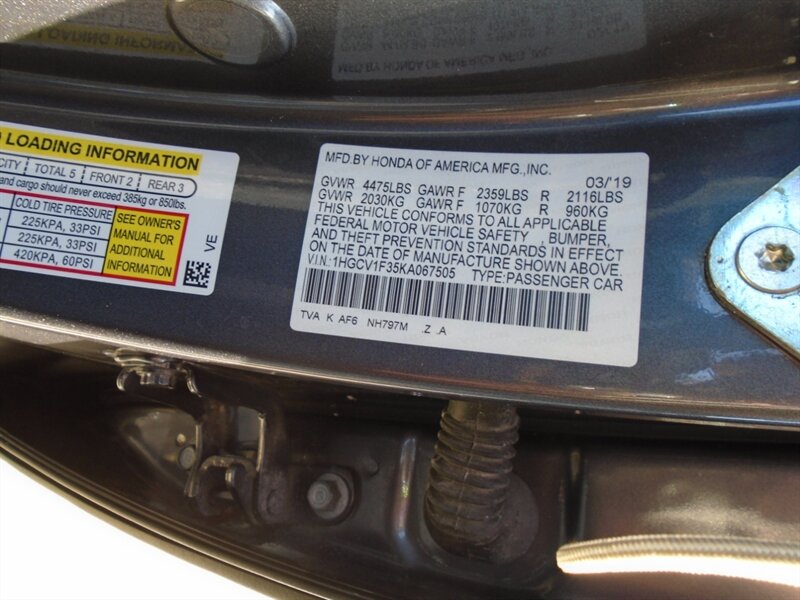 LOADING INFORMATION
CITY TOTAL 5 FRONT 2 REAR 3
and cargo should never exceed 385kg or 850lbs.
COLD TIRE PRESSURE
225KPA, 33PSI
225KPA, 33PSI
420KPA, 60PSI
SEE OWNER'S
MANUAL FOR
ADDITIONAL
INFORMATION
VE
MFD.BY HONDA OF AMERICA MFG.,INC.
03/'19
GVWR 4475LBS GAWR F 2359LBS R 2116LBS
GVWR 2030KG GAWR F 1070KG R 960KG
THIS VEHICLE CONFORMS TO ALL APPLICABLE
FEDERAL MOTOR VEHICLE SAFETY , BUMPER,
AND THEFT PREVENTION STANDARDS IN EFFECT
ON THE DATE OF MANUFACTURE SHOWN ABOVE.
V.I.N.:1HGCV1F35KA067505 TYPE:PASSENGER CAR
TVA K AF6 NH797M .Z .A